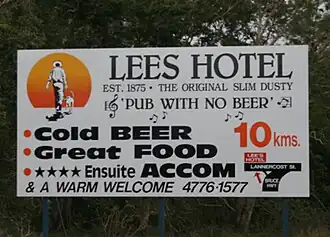 LEES HOTEL
EST. 1875 • THE ORIGINAL SLIM DUSTY
'PUB WITH NO BEER'
• Cold BEER
• Great FOOD
10 kms.
• ★★★★ Ensuite ACCOM
LEE'S HOTEL
LANNERCOST ST.
BRUCE HWY
& A WARM WELCOME 4776-1577